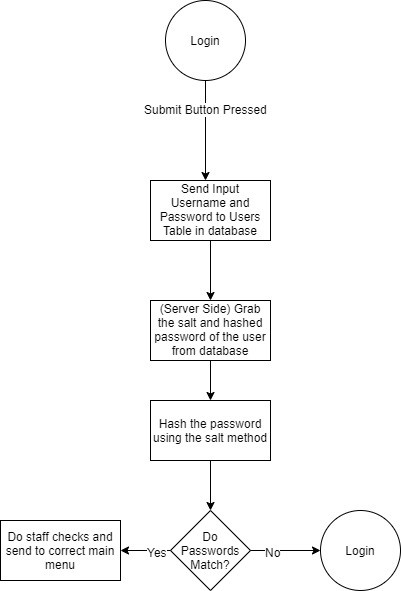 Login
Submit Button Pressed
Send Input
Username and
Password to Users
Table in database
(Server Side) Grab
the salt and hashed
password of the user
from database
Hash the password
using the salt method
Do
Passwords
Match?
Yes
No
Do staff checks and
send to correct main
menu
Login